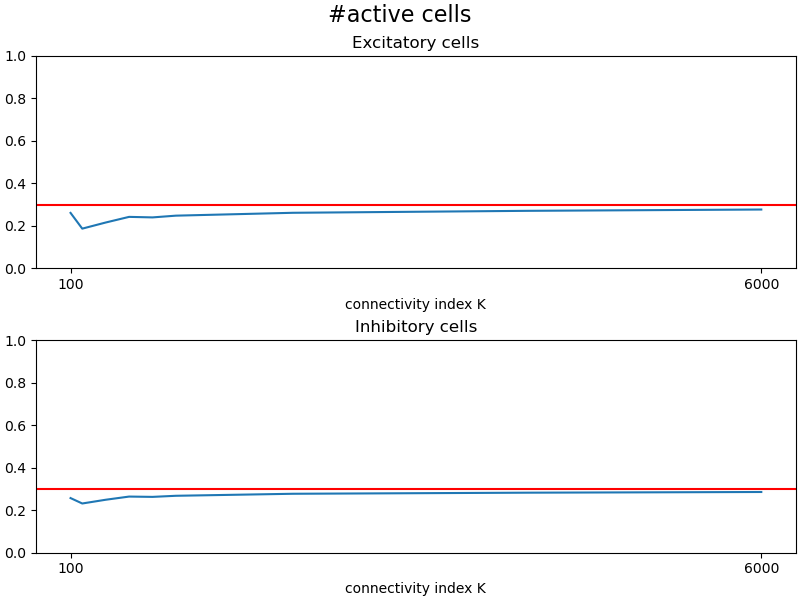 #active cells
Excitatory cells
1.0
0.8
0.6
0.4
0.2
0.0
100 6000
connectivity index K
Inhibitory cells
1.0
0.8
0.6
0.4
0.2
0.0
100 6000
connectivity index K